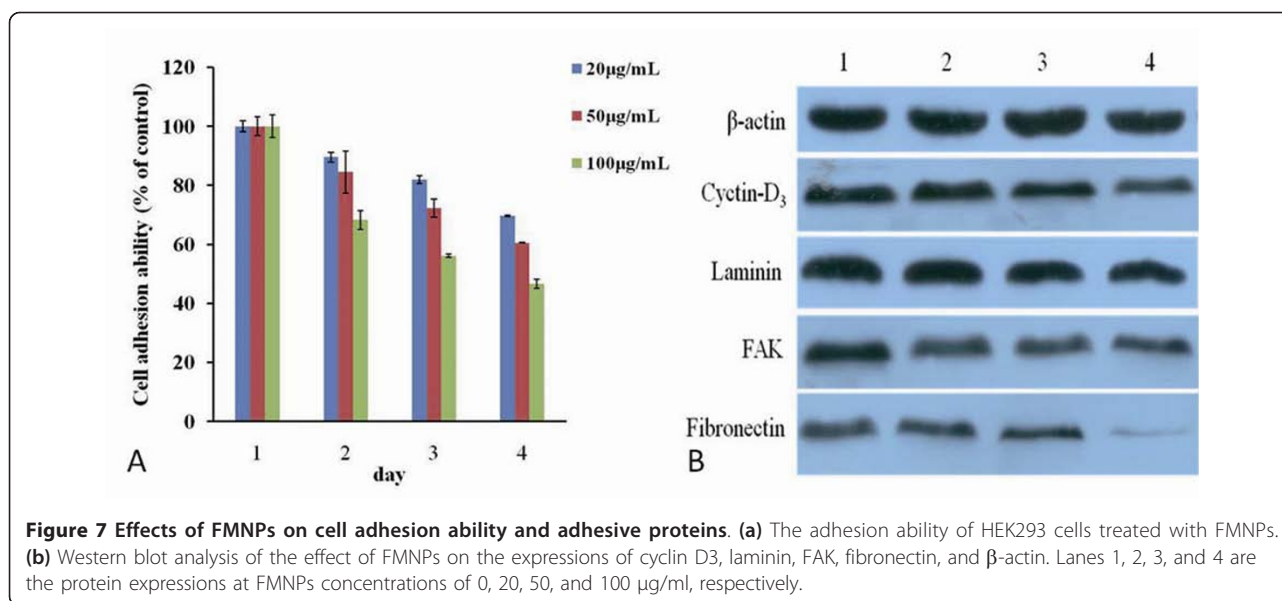 120
100
80
60
40
20
0
Cell adhesion ability (% of control)
1 2 3 4
day
A
20μg/mL
50μg/mL
100μg/mL
1 2 3 4
β-actin
Cyctin-D3
Laminin
FAK
Fibronectin
B
Figure 7 Effects of FMNPs on cell adhesion ability and adhesive proteins. (a) The adhesion ability of HEK293 cells treated with FMNPs.
(b) Western blot analysis of the effect of FMNPs on the expressions of cyclin D3, laminin, FAK, fibronectin, and β-actin. Lanes 1, 2, 3, and 4 are
the protein expressions at FMNPs concentrations of 0, 20, 50, and 100 μg/ml, respectively.